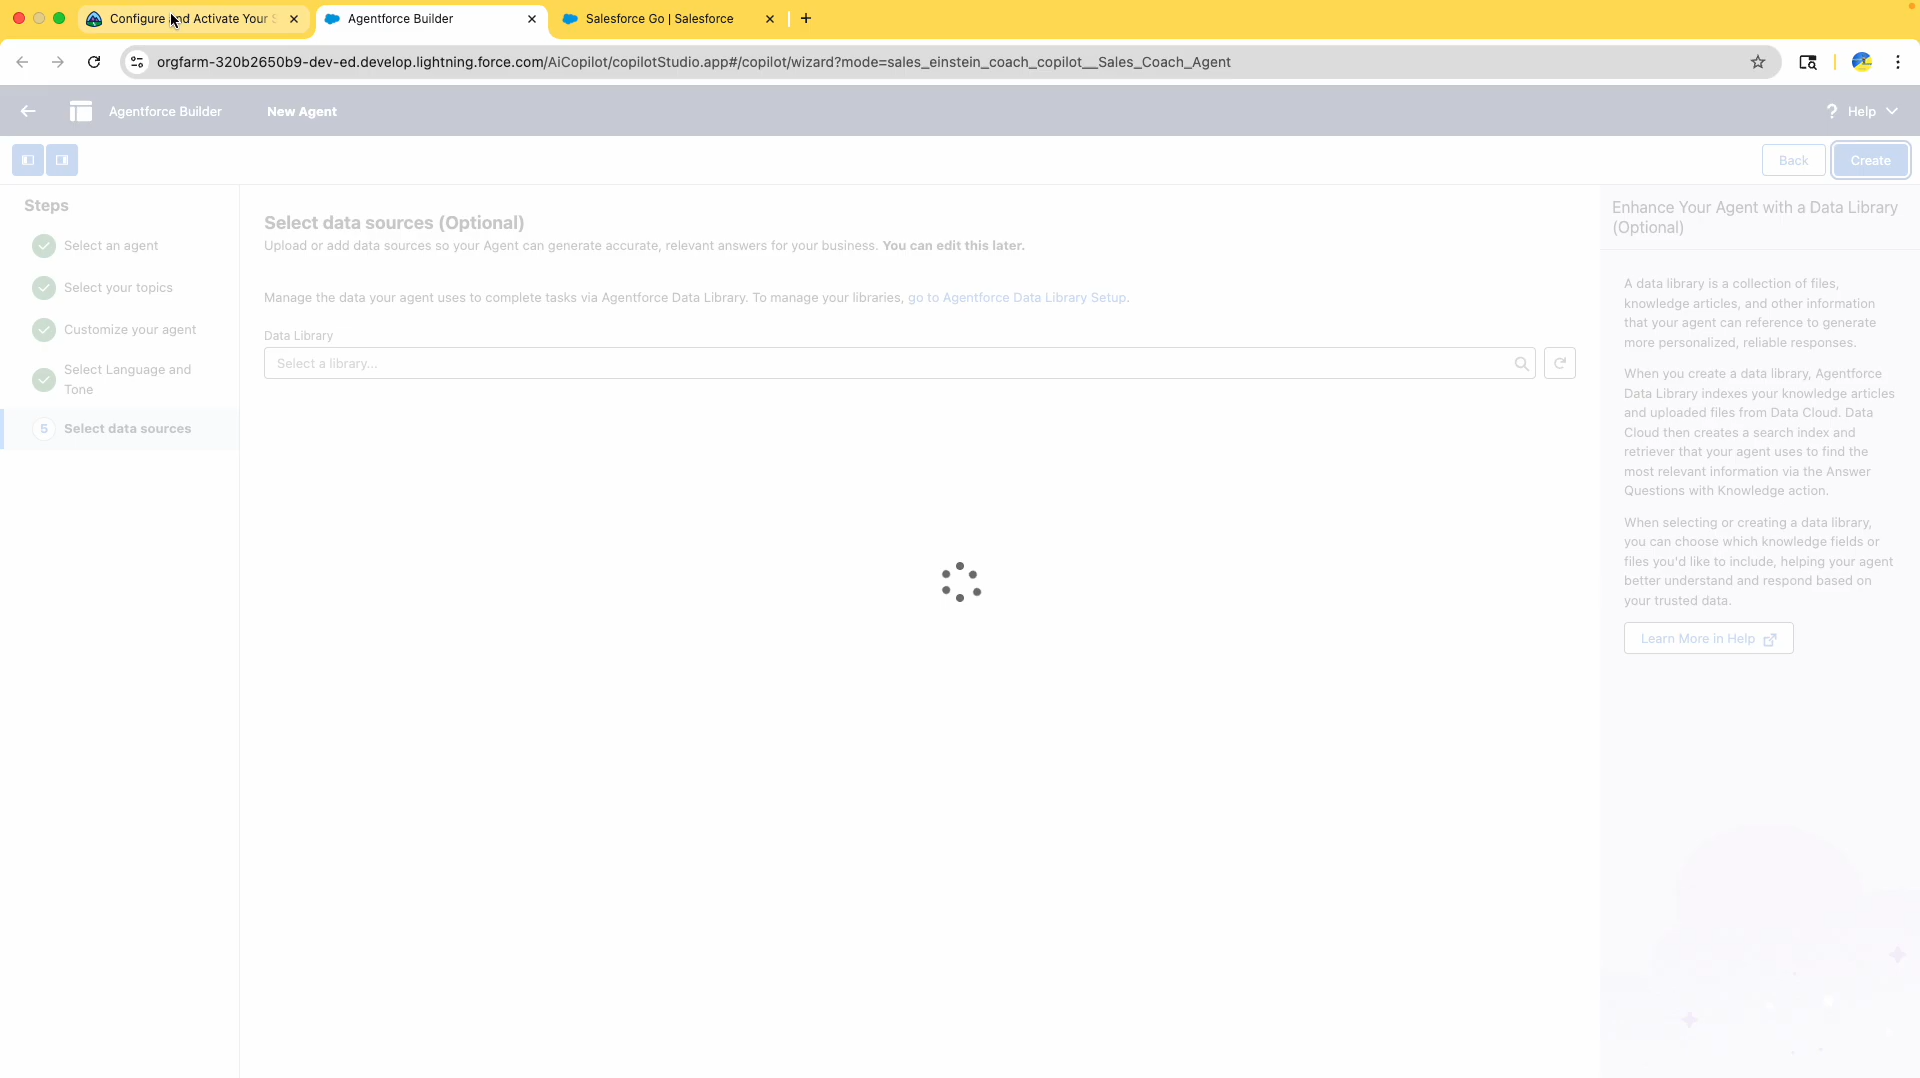 Configure and Activate Your S
Agentforce Builder
Salesforce Go | Salesforce
orgfarm-320b2650b9-dev-ed.develop.lightning.force.com/AiCopilot/copilotStudio.app#/copilot/wizard?mode=sales_einstein_coach_copilot__Sales_Coach_Agent
Agentforce Builder
New Agent
? Help
Back
Create
Steps
Select an agent
Select your topics
Customize your agent
Select Language and
Tone
5 Select data sources
Select data sources (Optional)
Upload or add data sources so your Agent can generate accurate, relevant answers for your business. You can edit this later.
Manage the data your agent uses to complete tasks via Agentforce Data Library. To manage your libraries, go to Agentforce Data Library Setup.
Data Library
Select a library...
Enhance Your Agent with a Data Library
(Optional)
A data library is a collection of files,
knowledge articles, and other information
that your agent can reference to generate
more personalized, reliable responses.
When you create a data library, Agentforce
Data Library indexes your knowledge articles
and uploaded files from Data Cloud. Data
Cloud then creates a search index and
retriever that your agent uses to find the
most relevant information via the Answer
Questions with Knowledge action.
When selecting or creating a data library,
you can choose which knowledge fields or
files you'd like to include, helping your agent
better understand and respond based on
your trusted data.
Learn More in Help